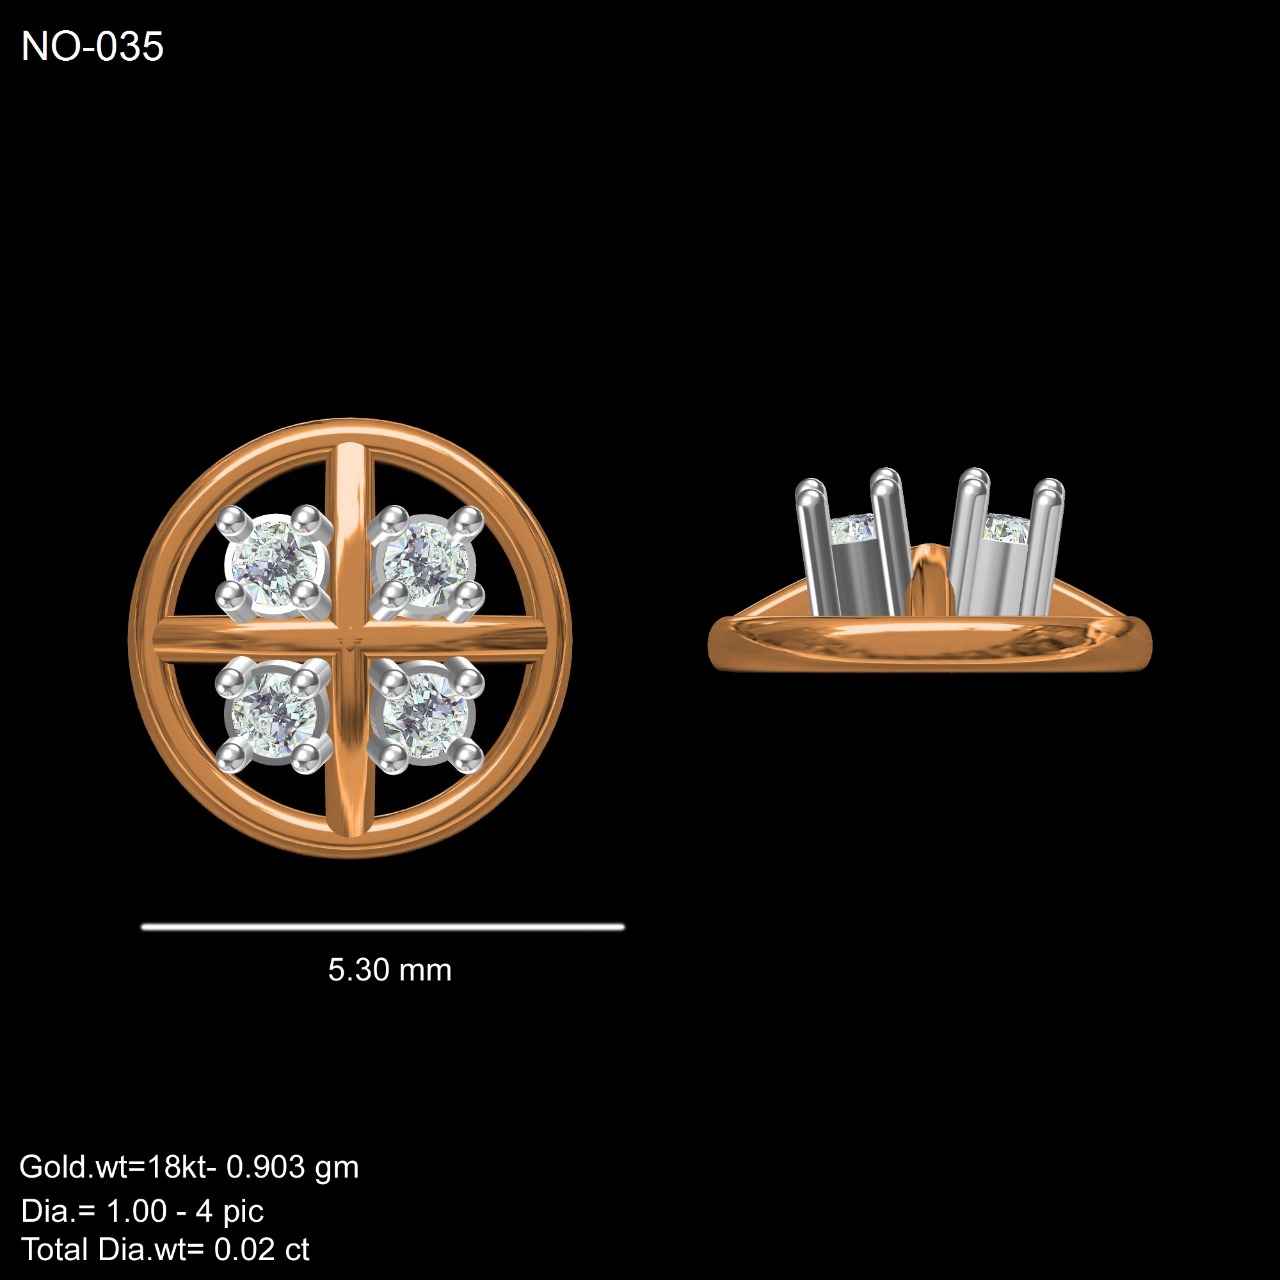 NO-035
5.30 mm
Gold.wt=18kt- 0.903 gm
Dia.= 1.00 - 4 pic
Total Dia.wt= 0.02 ct